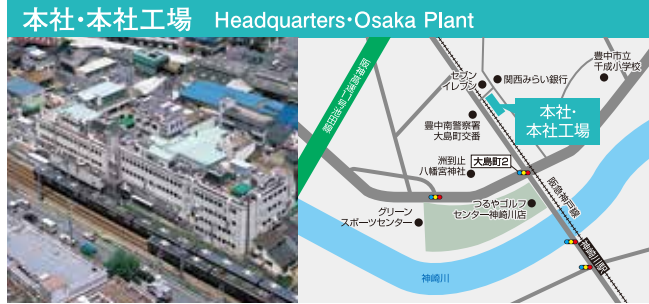 本社・本社工場 Headquarters・Osaka Plant
阪神高速11号池田線
セブン
イレブン
関西みらい銀行
豊中市立
千成小学校
本社・
本社工場
豊中南警察署
大島町交番
洲到止
八幡宮神社
大島町2
阪急神戸線
グリーン
スポーツセンター
つるやゴルフ
センター神崎川店
神崎川
神崎川駅